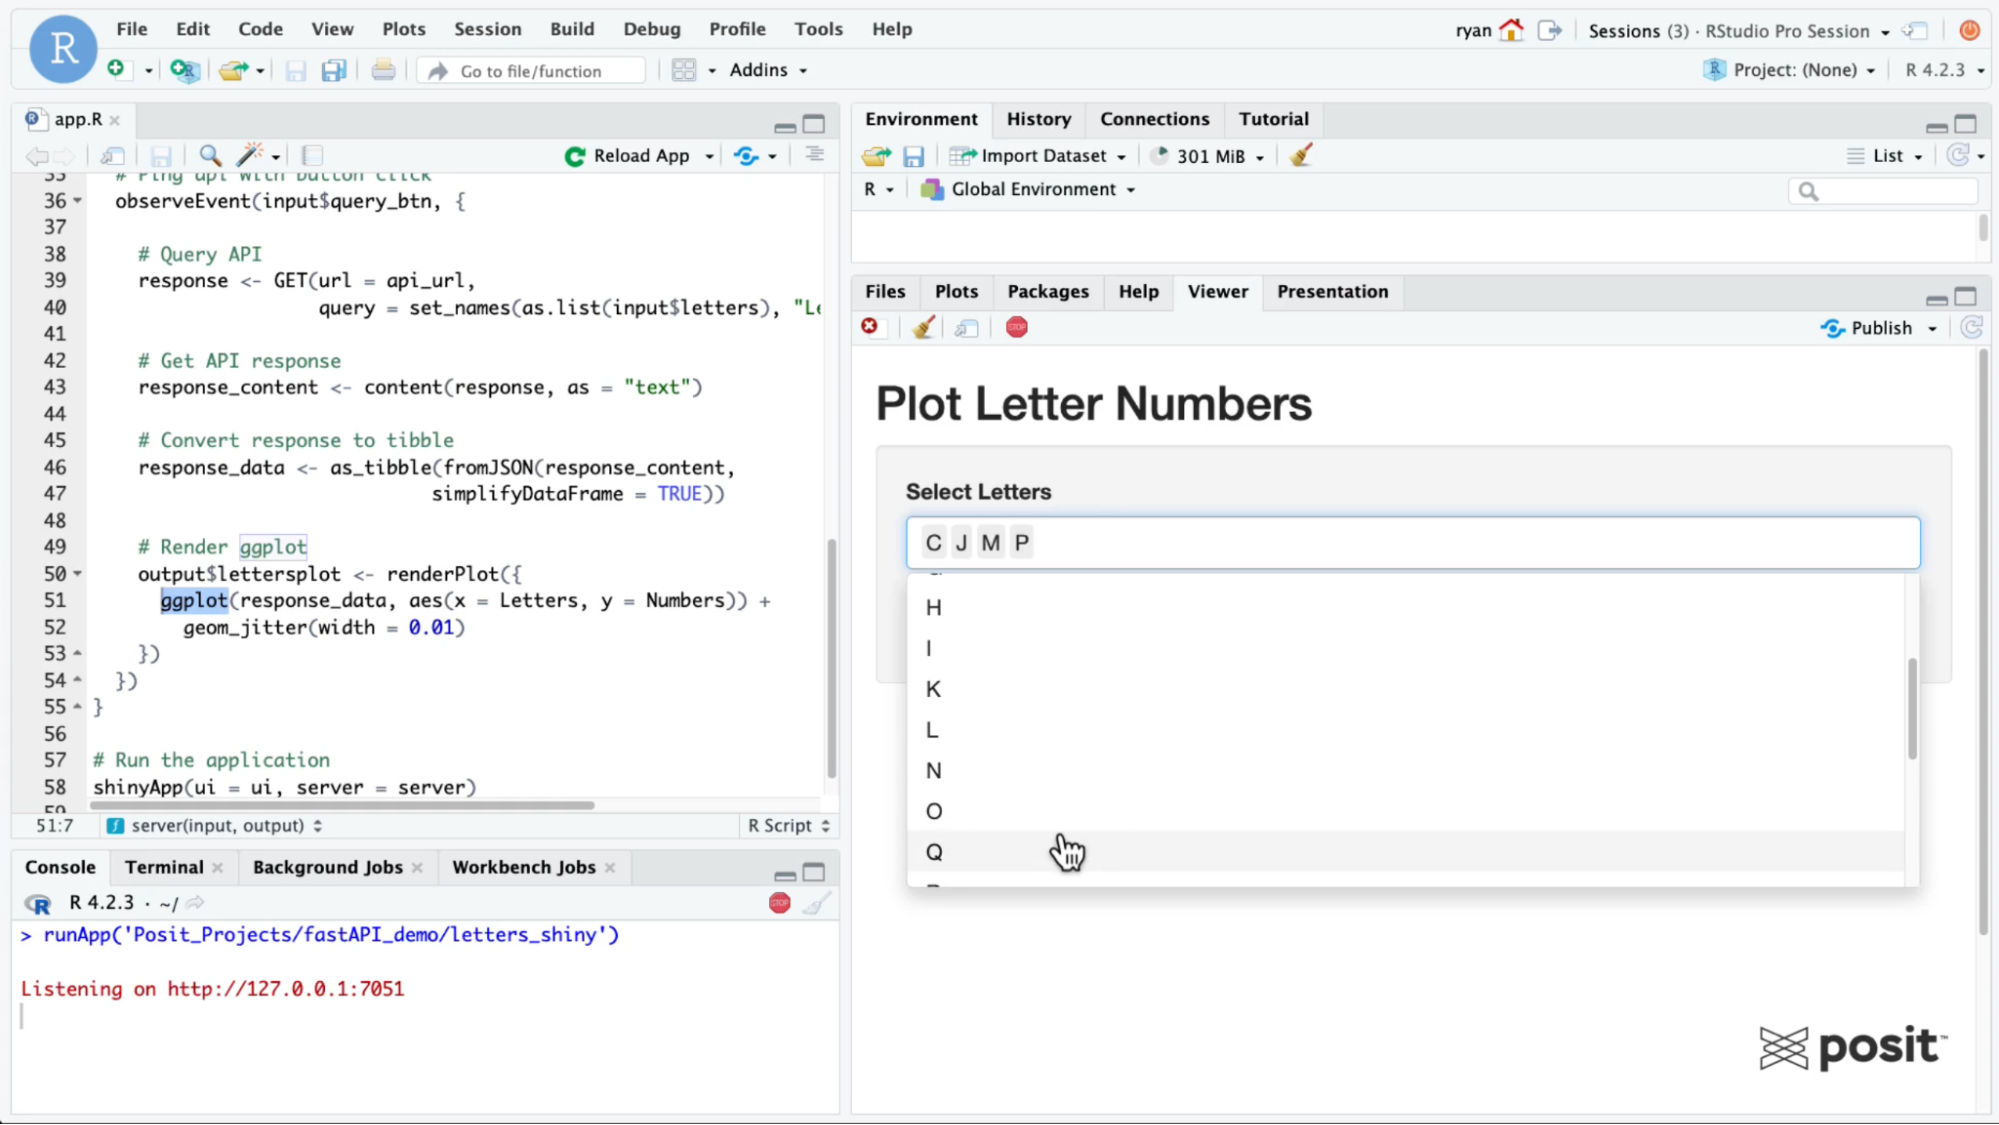 R
File Edit Code View Plots Session Build Debug Profile Tools Help
ryan Sessions (3) · RStudio Pro Session
Go to file/function Addins
Project: (None) R 4.2.3
app.R
Reload App
35 # Ping api with button click
36 observeEvent(input$query_btn, {
37
38 # Query API
39 response <- GET(url = api_url,
40 query = set_names(as.list(input$letters), "Le
41
42 # Get API response
43 response_content <- content(response, as = "text")
44
45 # Convert response to tibble
46 response_data <- as_tibble(fromJSON(response_content,
47 simplifyDataFrame = TRUE))
48
49 # Render ggplot
50 output$lettersplot <- renderPlot({
51 ggplot(response_data, aes(x = Letters, y = Numbers)) +
52 geom_jitter(width = 0.01)
53 })
54 })
55 }
56
57 # Run the application
58 shinyApp(ui = ui, server = server)
59
51:7 server(input, output) R Script
Console Terminal Background Jobs Workbench Jobs
R 4.2.3 · ~/
STOP
> runApp('Posit_Projects/fastAPI_demo/letters_shiny')
Listening on http://127.0.0.1:7051
Environment History Connections Tutorial
Import Dataset 301 MiB List
R Global Environment
Files Plots Packages Help Viewer Presentation
STOP Publish
Plot Letter Numbers
Select Letters
C J M P
H
I
K
L
N
O
Q
posit™